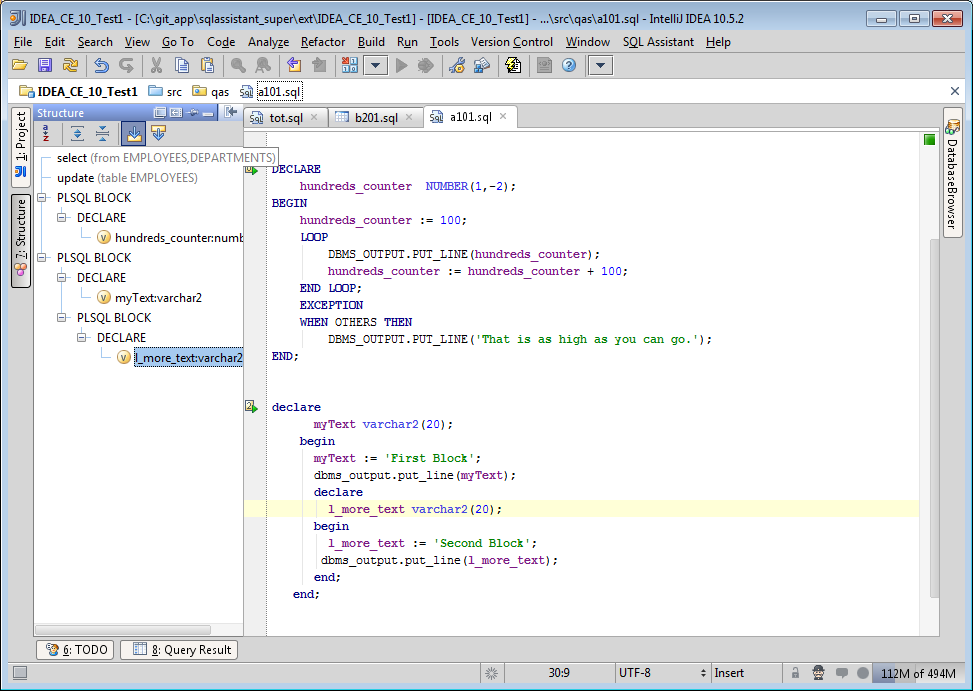 IDEA_CE_10_Test1 - [C:\git_app\sqlassistant_super\ext\IDEA_CE_10_Test1] - [IDEA_CE_10_Test1] - ...\src\qas\a101.sql - IntelliJ IDEA 10.5.2
File Edit Search View Go To Code Analyze Refactor Build Run Tools Version Control Window SQL Assistant Help
IDEA_CE_10_Test1 src qas a101.sql
1: Project
7: Structure
Structure
select (from EMPLOYEES,DEPARTMENTS)
update (table EMPLOYEES)
PLSQL BLOCK
DECLARE
hundreds_counter:numb
PLSQL BLOCK
DECLARE
myText:varchar2
PLSQL BLOCK
DECLARE
l_more_text:varchar2
tot.sql b201.sql a101.sql
DECLARE
hundreds_counter NUMBER(1,-2);
BEGIN
hundreds_counter := 100;
LOOP
DBMS_OUTPUT.PUT_LINE(hundreds_counter);
hundreds_counter := hundreds_counter + 100;
END LOOP;
EXCEPTION
WHEN OTHERS THEN
DBMS_OUTPUT.PUT_LINE('That is as high as you can go.');
END;
2
declare
myText varchar2(20);
begin
myText := 'First Block';
dbms_output.put_line(myText);
declare
l_more_text varchar2(20);
begin
l_more_text := 'Second Block';
dbms_output.put_line(l_more_text);
end;
end;
DatabaseBrowser
6: TODO 8: Query Result
30:9 UTF-8 Insert 112M of 494M